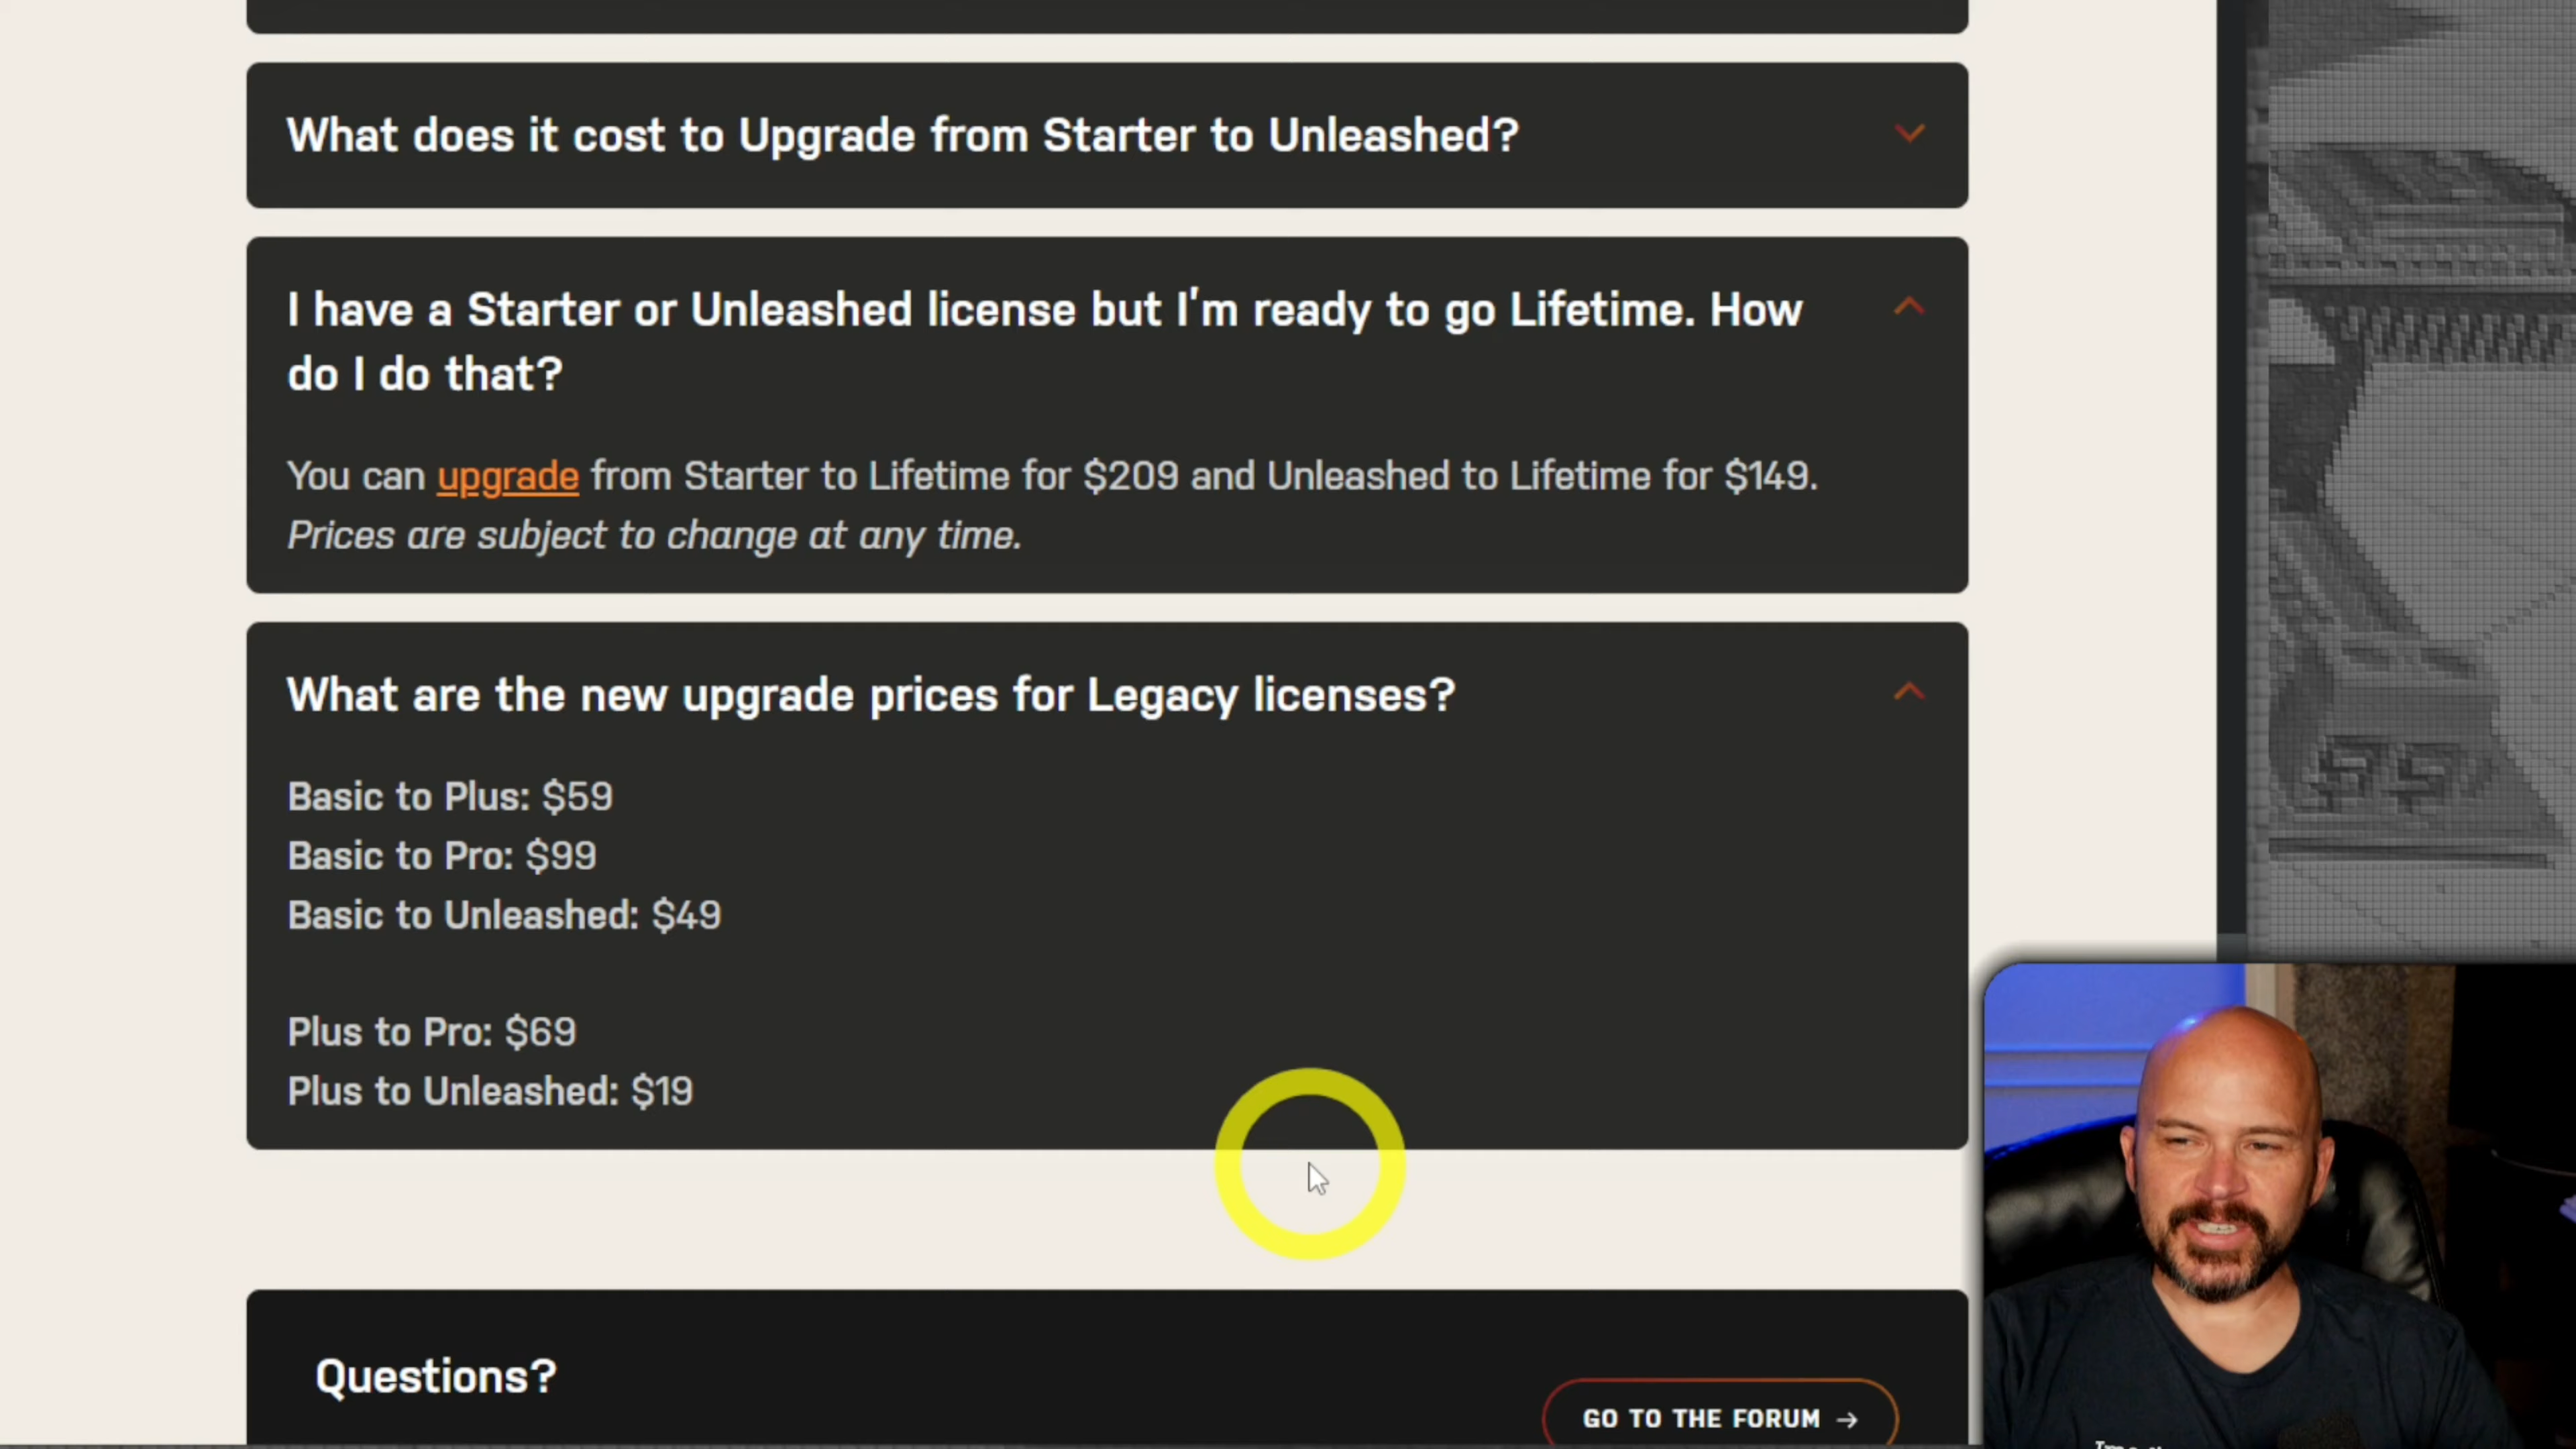 What does it cost to Upgrade from Starter to Unleashed?
I have a Starter or Unleashed license but I'm ready to go Lifetime. How
do I do that?
You can upgrade from Starter to Lifetime for $209 and Unleashed to Lifetime for $149.
Prices are subject to change at any time.
What are the new upgrade prices for Legacy licenses?
Basic to Plus: $59
Basic to Pro: $99
Basic to Unleashed: $49
Plus to Pro: $69
Plus to Unleashed: $19
Questions?
GO TO THE FORUM →